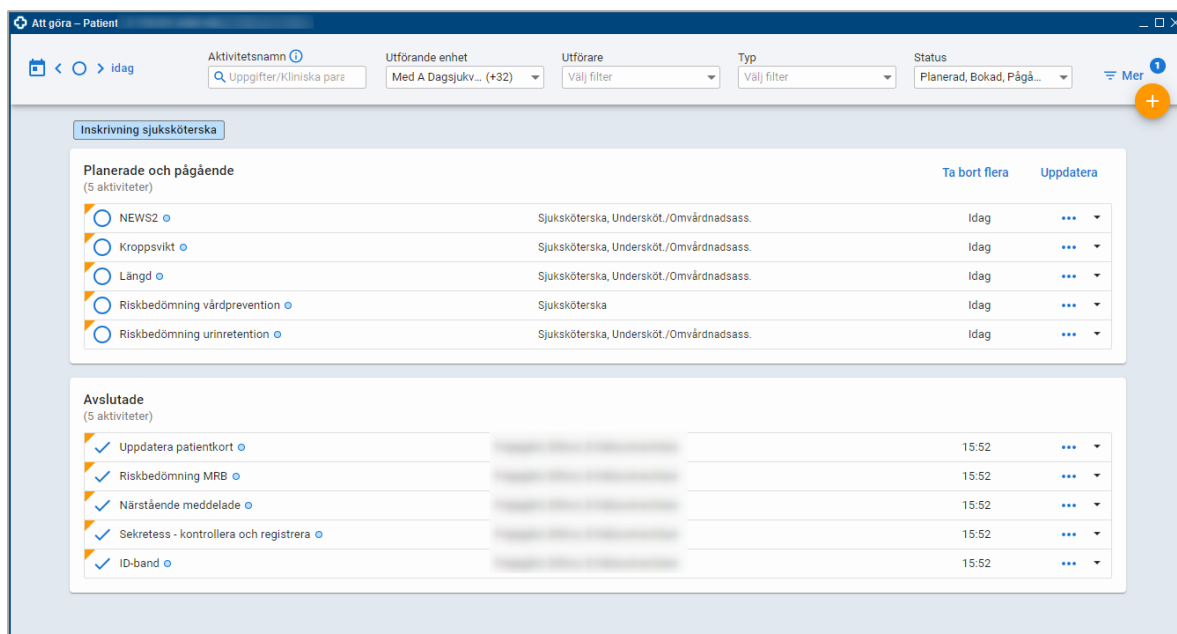 Att göra – Patient
idag
Aktivitetsnamn
Uppgifter/Kliniska para
Utförande enhet
Med A Dagsjukv... (+32)
Utförare
Välj filter
Typ
Välj filter
Status
Planerad, Bokad, Pågå...
Mer
1
Inskrivning sjuksköterska
Planerade och pågående
(5 aktiviteter)
Ta bort flera Uppdatera
NEWS2 Sjuksköterska, Undersköt./Omvårdnadsass. Idag
Kroppsvikt Sjuksköterska, Undersköt./Omvårdnadsass. Idag
Längd Sjuksköterska, Undersköt./Omvårdnadsass. Idag
Riskbedömning vårdprevention Sjuksköterska Idag
Riskbedömning urinretention Sjuksköterska, Undersköt./Omvårdnadsass. Idag
Avslutade
(5 aktiviteter)
Uppdatera patientkort 15:52
Riskbedömning MRB 15:52
Närstående meddelade 15:52
Sekretess - kontrollera och registrera 15:52
ID-band 15:52